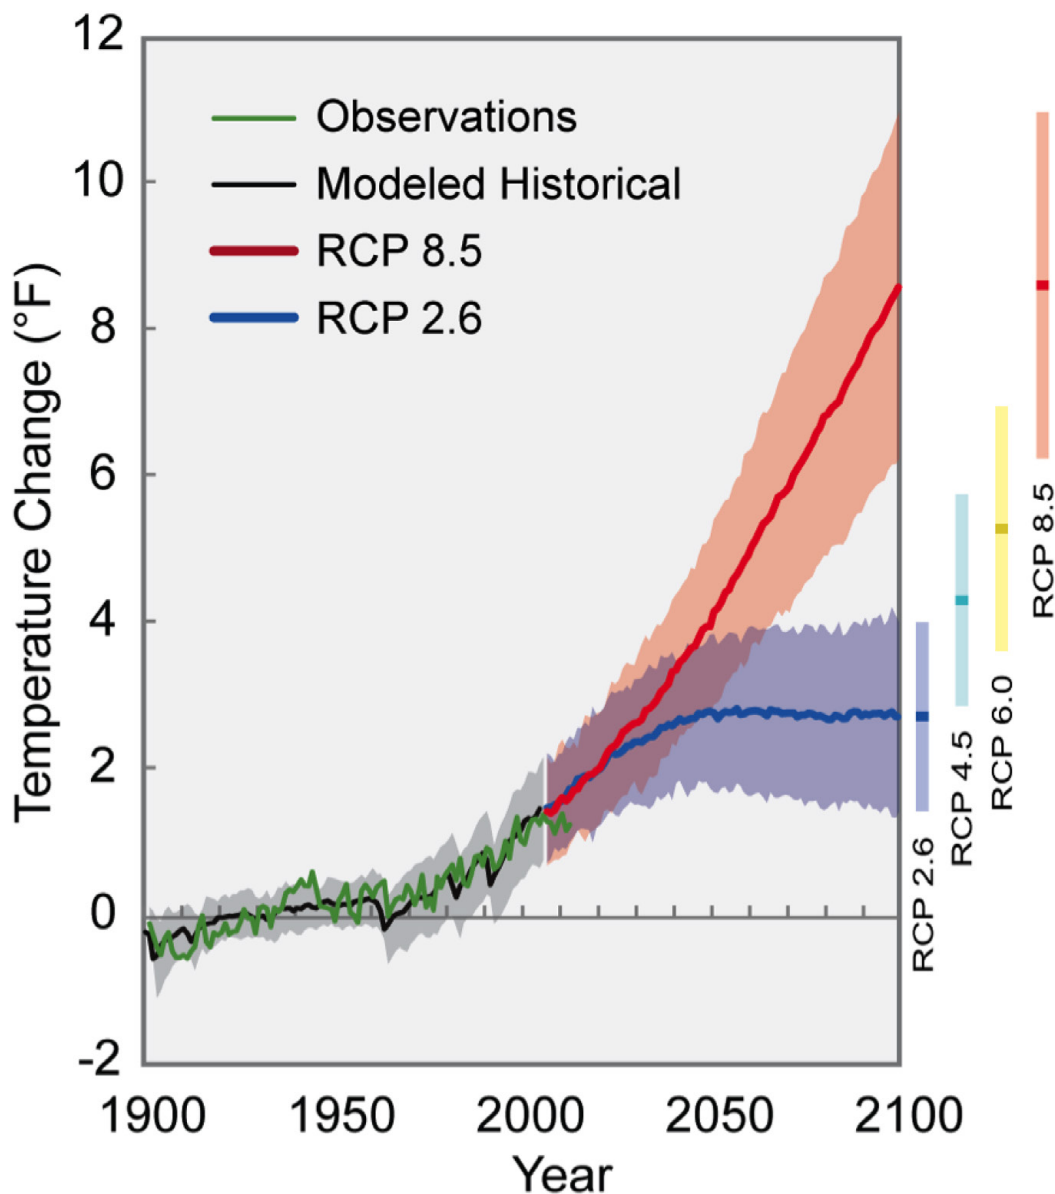 12
10
8
6
4
2
0
-2
Temperature Change (°F)
Observations
Modeled Historical
RCP 8.5
RCP 2.6
1900
1950
2000
2050
2100
Year
RCP 2.6
RCP 4.5
RCP 6.0
RCP 8.5